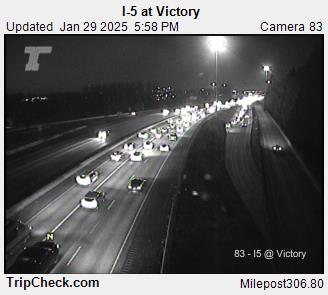 I-5 at Victory
Updated Jan 29 2025 5:58 PM Camera 83
T
N
83 - I5 @ Victory
TripCheck.com Milepost306.80